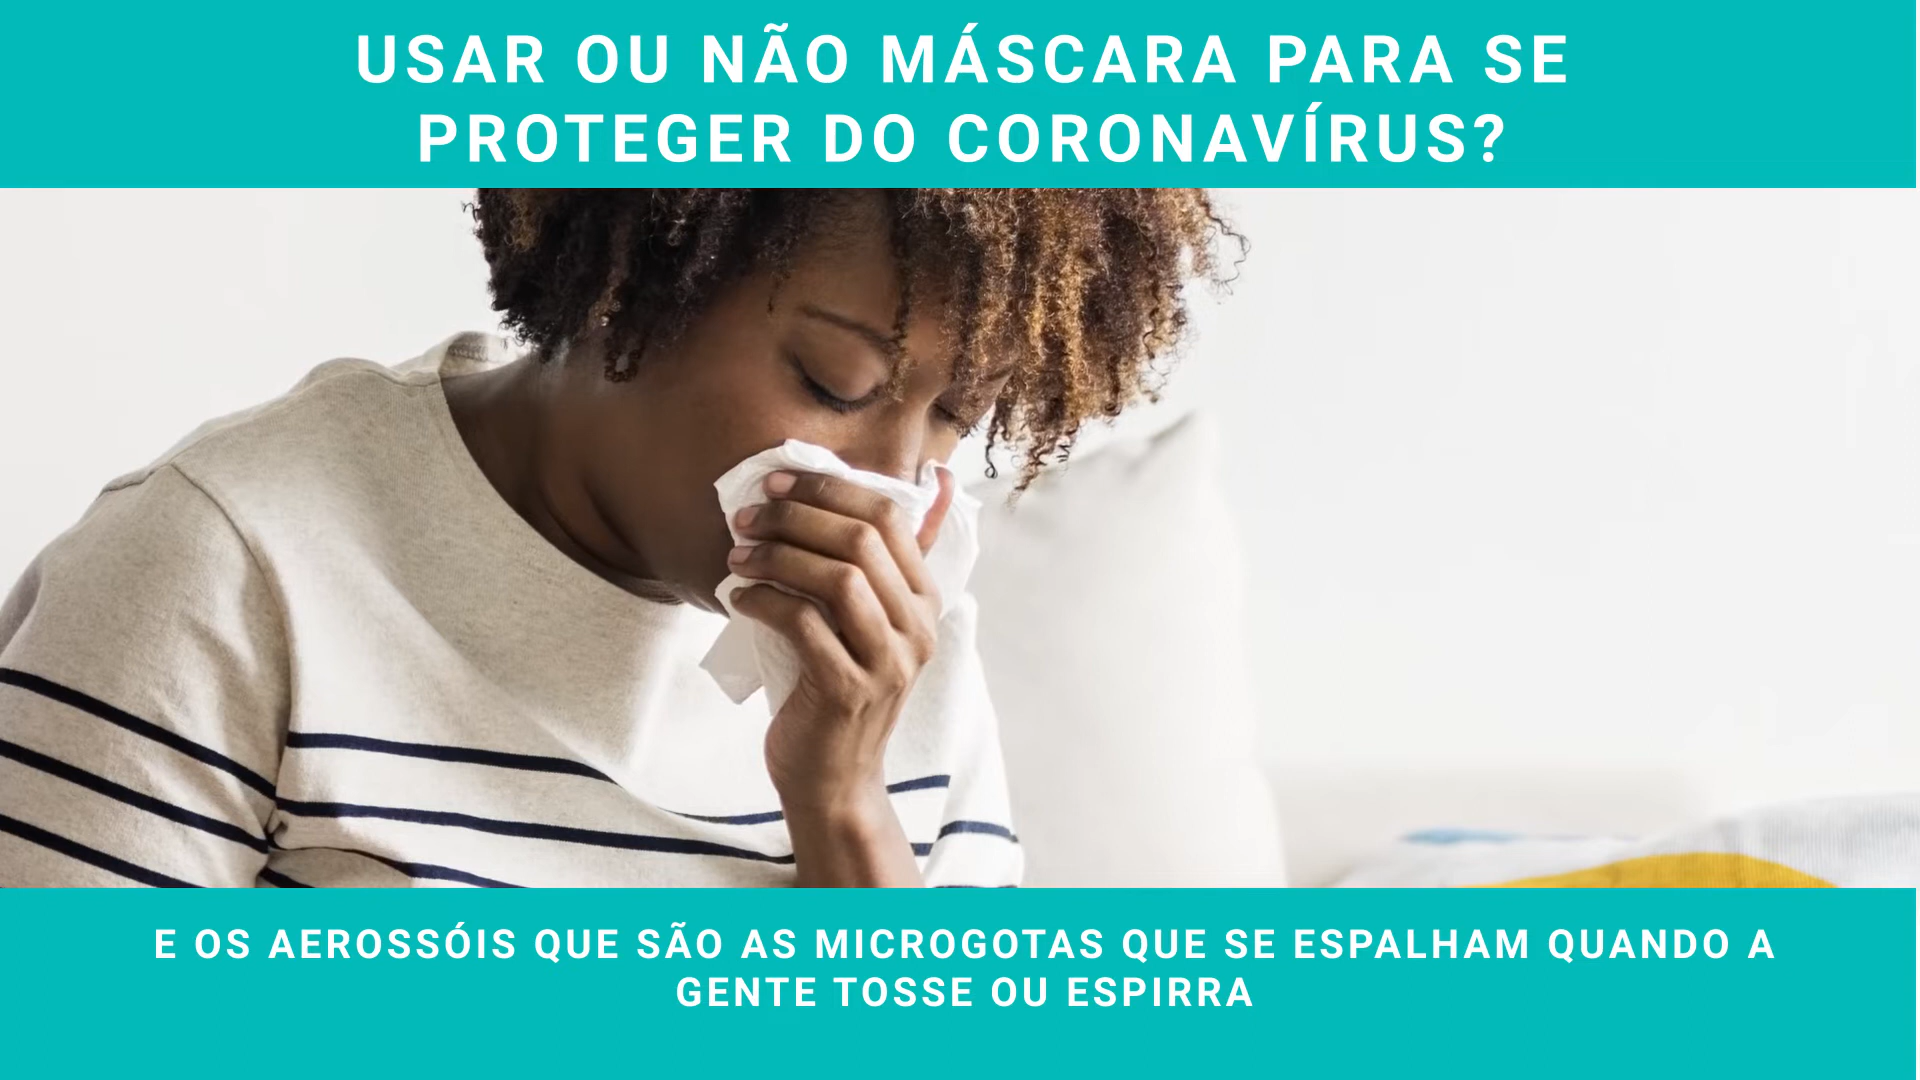 USAR OU NÃO MÁSCARA PARA SE
PROTEGER DO CORONAVÍRUS?
E OS AEROSSÓIS QUE SÃO AS MICROGOTAS QUE SE ESPALHAM QUANDO A
GENTE TOSSE OU ESPIRRA